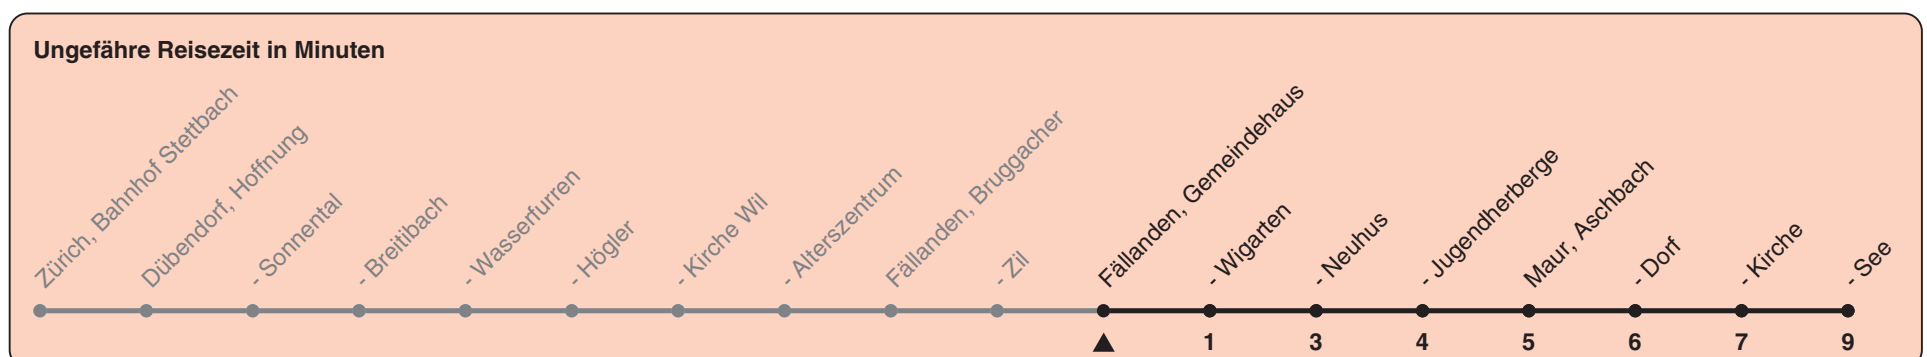 Ungefähre Reisezeit in Minuten
Zürich, Bahnhof Stettbach
Dübendorf, Hoffnung
- Sonnental
- Breitibach
- Wasserfurren
- Högler
- Kirche Wil
- Alterszentrum
Fällanden, Bruggacher
- Zil
Fällanden, Gemeindehaus
- Wigarten
- Neuhus
- Jugendherberge
Maur, Aschbach
- Dorf
- Kirche
- See
1 3 4 5 6 7 9